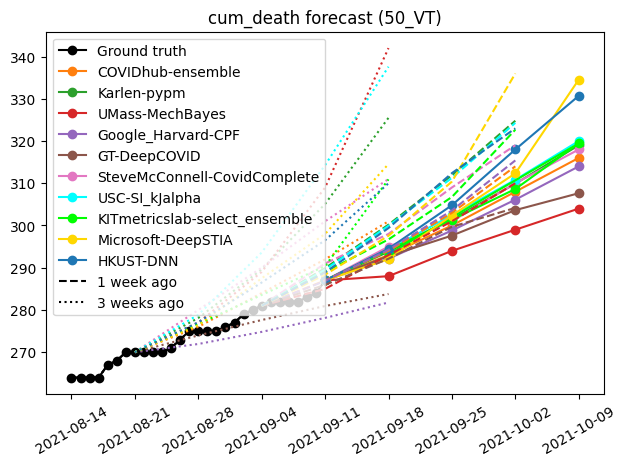 cum_death forecast (50_VT)
340
330
320
310
300
290
280
270
Ground truth
COVIDhub-ensemble
Karlen-pypm
UMass-MechBayes
Google_Harvard-CPF
GT-DeepCOVID
SteveMcConnell-CovidComplete
USC-SI_kJalpha
KITmetricslab-select_ensemble
Microsoft-DeepSTIA
HKUST-DNN
1 week ago
3 weeks ago
2021-08-14
2021-08-21
2021-08-28
2021-09-04
2021-09-11
2021-09-18
2021-09-25
2021-10-02
2021-10-09